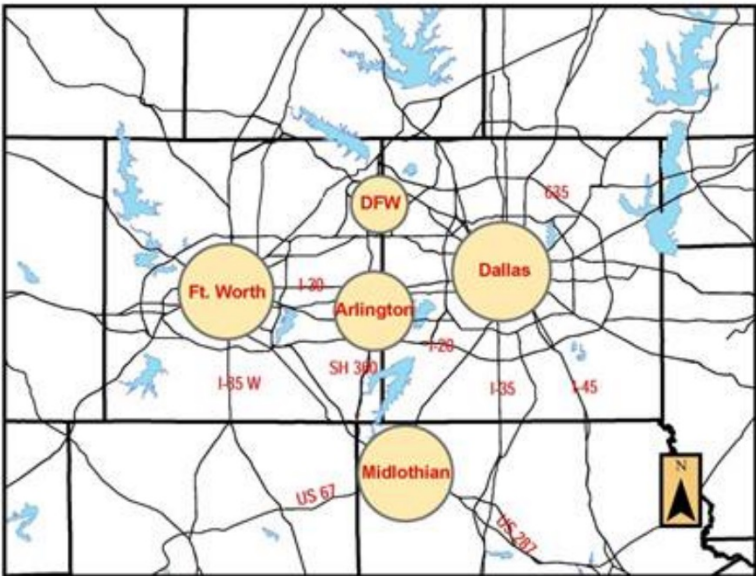 635
DFW
Dallas
Ft. Worth
I-30
Arlington
I-20
SH 360
I-35 W
I-35
I-45
Midlothian
N
US 67
US 287